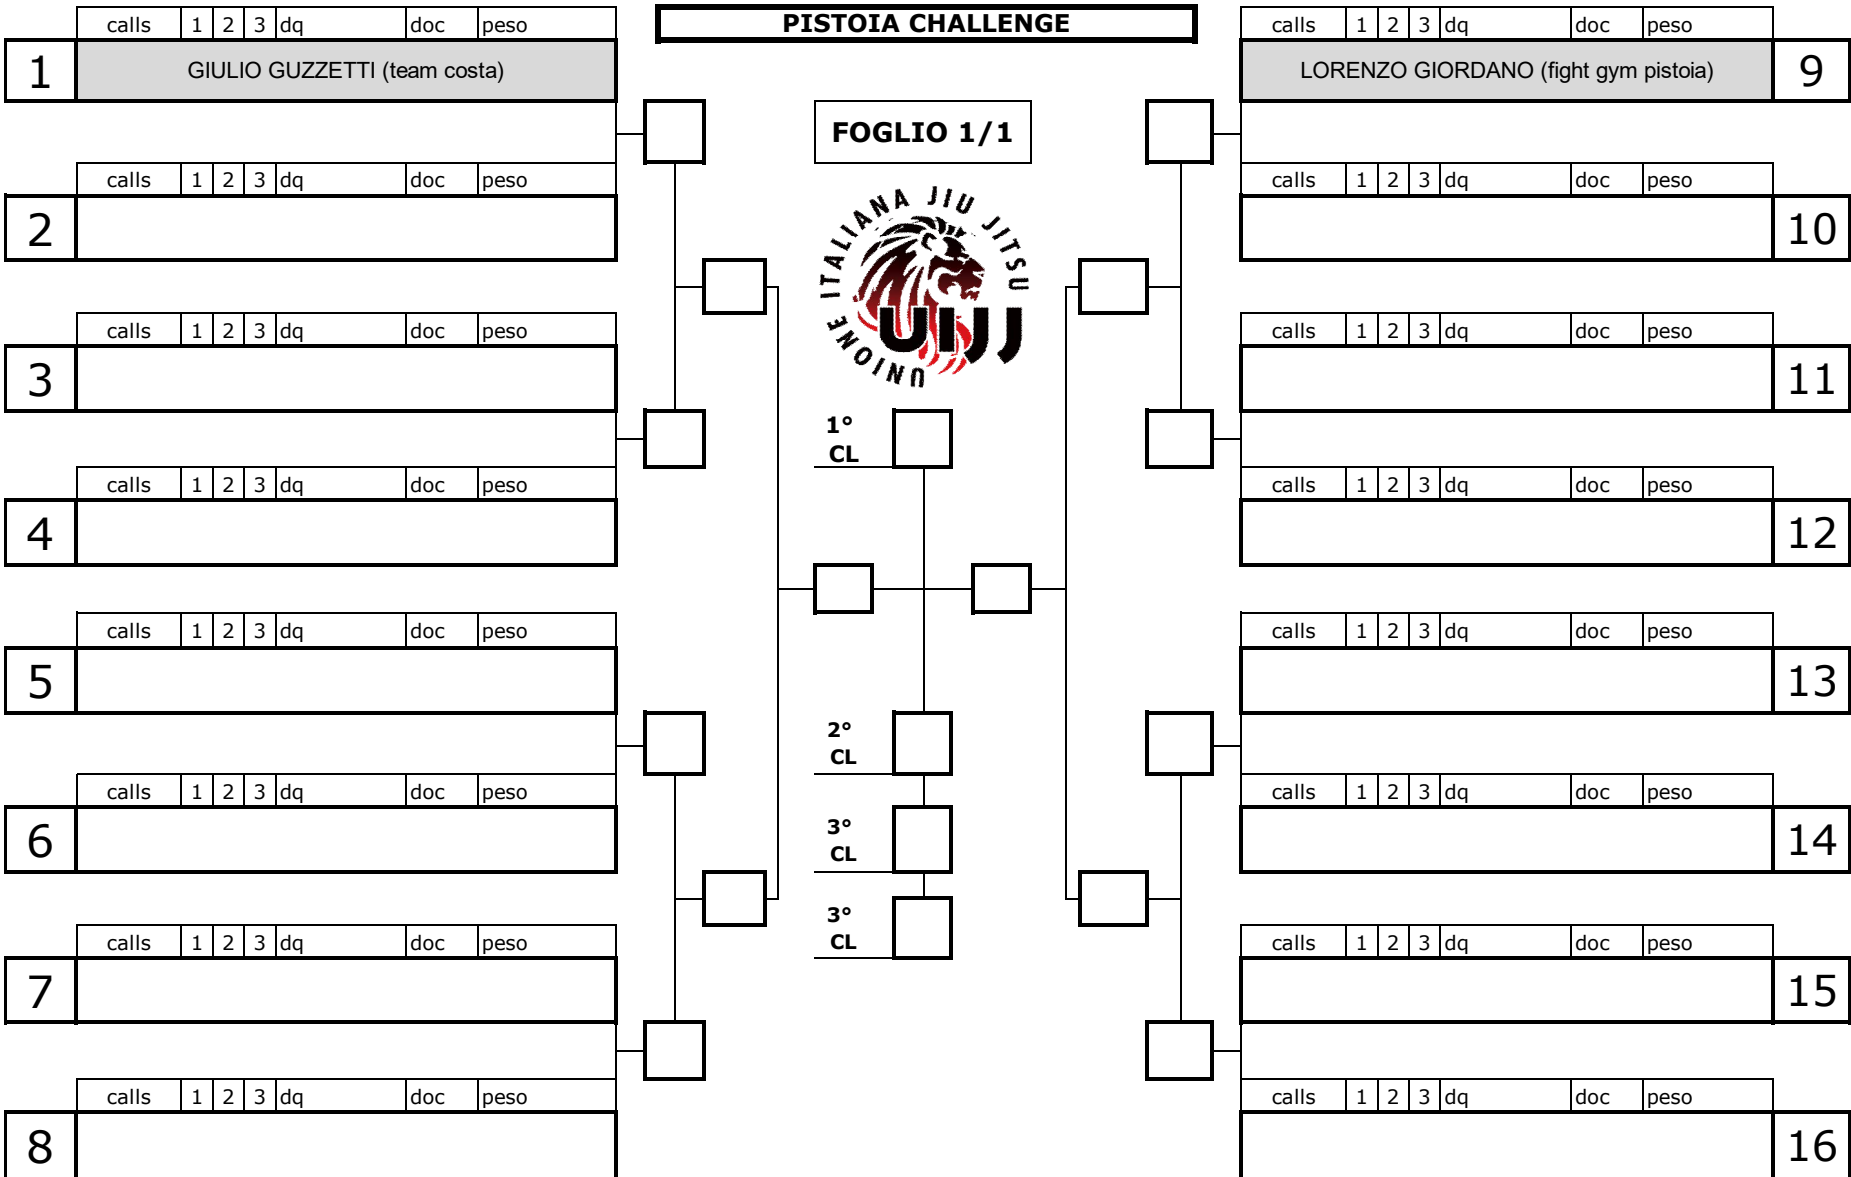 PISTOIA CHALLENGE
calls 1 2 3 dq doc peso
1 GIULIO GUZZETTI (team costa)
calls 1 2 3 dq doc peso
2
calls 1 2 3 dq doc peso
3
calls 1 2 3 dq doc peso
4
calls 1 2 3 dq doc peso
5
calls 1 2 3 dq doc peso
6
calls 1 2 3 dq doc peso
7
calls 1 2 3 dq doc peso
8
FOGLIO 1/1
UNIONE ITALIANA JIU JITSU
UIJJ
1°
CL
2°
CL
3°
CL
3°
CL
calls 1 2 3 dq doc peso
LORENZO GIORDANO (fight gym pistoia) 9
calls 1 2 3 dq doc peso
10
calls 1 2 3 dq doc peso
11
calls 1 2 3 dq doc peso
12
calls 1 2 3 dq doc peso
13
calls 1 2 3 dq doc peso
14
calls 1 2 3 dq doc peso
15
calls 1 2 3 dq doc peso
16